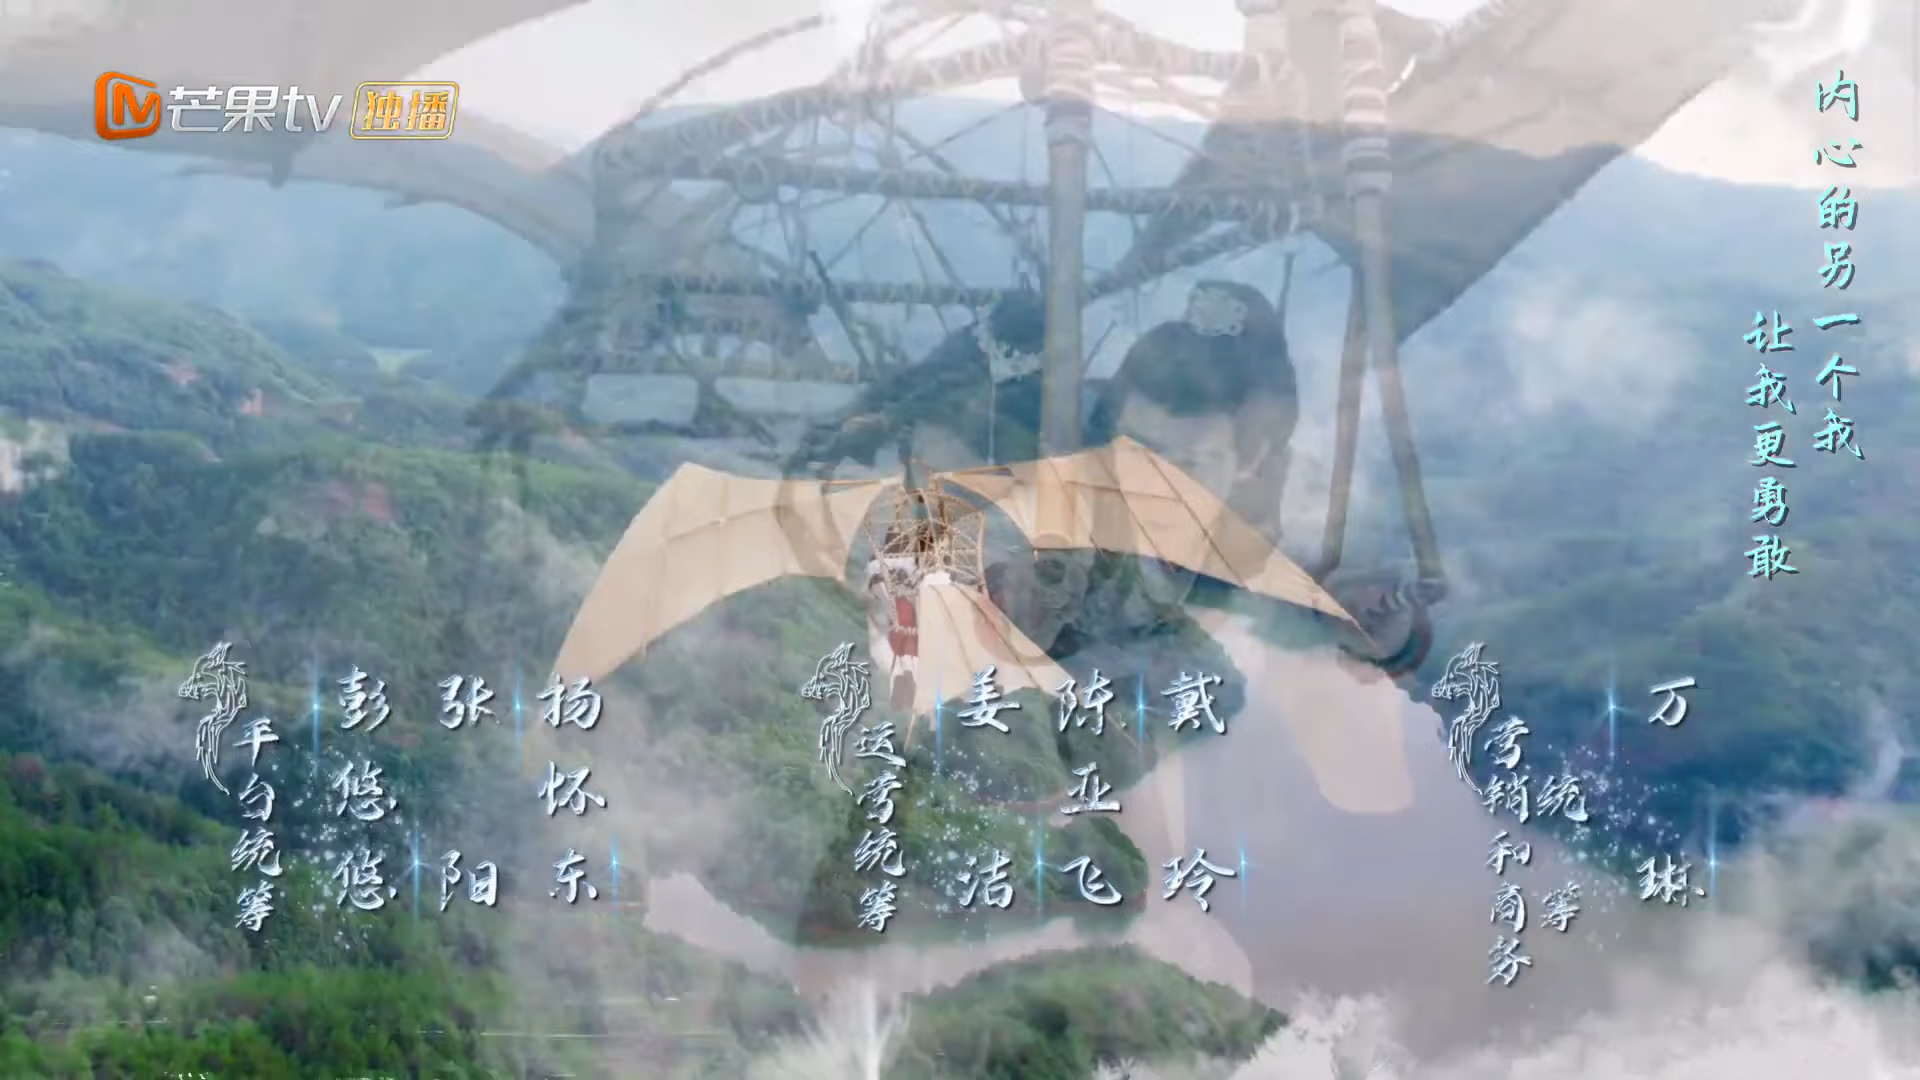 芒果tv 独播
内心的另一个我
让我更勇敢
平台统筹
彭悠悠
张阳
扬怀东
运营统筹
姜洁
陈亚飞
戴玲
营销和商务
统筹
万琳